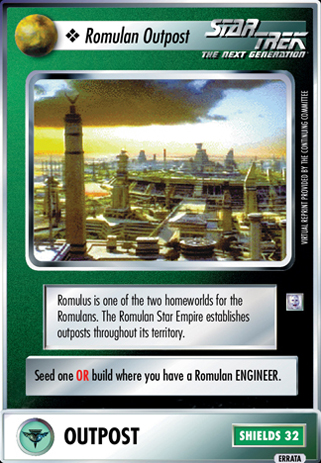 ❖ Romulan Outpost
STAR TREK
THE NEXT GENERATION®
VIRTUAL REPRINT PROVIDED BY THE CONTINUING COMMITTEE
Romulus is one of the two homeworlds for the
Romulans. The Romulan Star Empire establishes
outposts throughout its territory.
Seed one OR build where you have a Romulan ENGINEER.
OUTPOST
SHIELDS 32
ERRATA